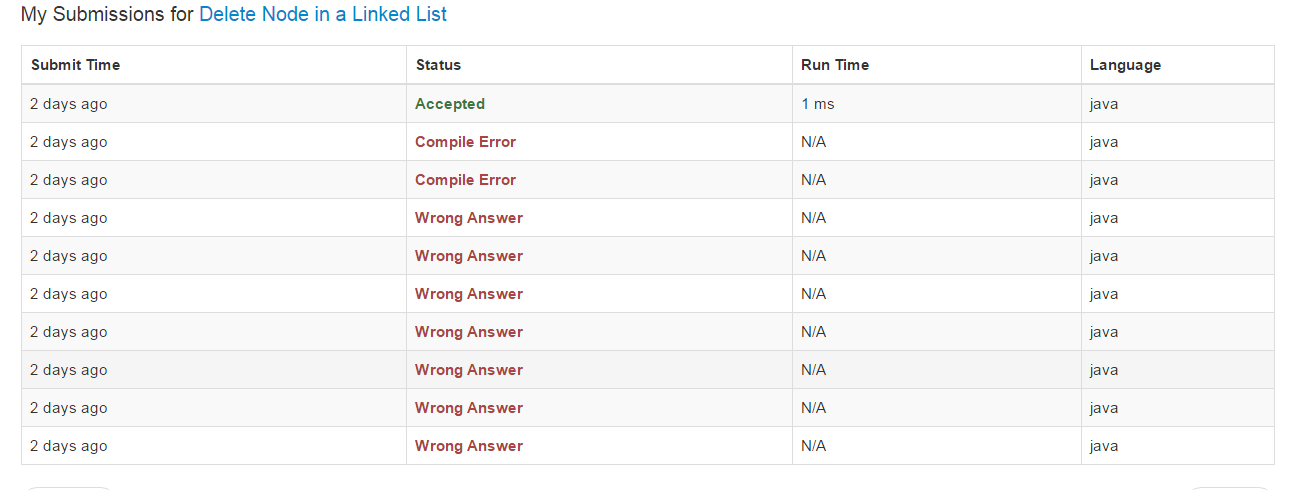 My Submissions for Delete Node in a Linked List
Submit Time Status Run Time Language
2 days ago Accepted 1 ms java
2 days ago Compile Error N/A java
2 days ago Compile Error N/A java
2 days ago Wrong Answer N/A java
2 days ago Wrong Answer N/A java
2 days ago Wrong Answer N/A java
2 days ago Wrong Answer N/A java
2 days ago Wrong Answer N/A java
2 days ago Wrong Answer N/A java
2 days ago Wrong Answer N/A java